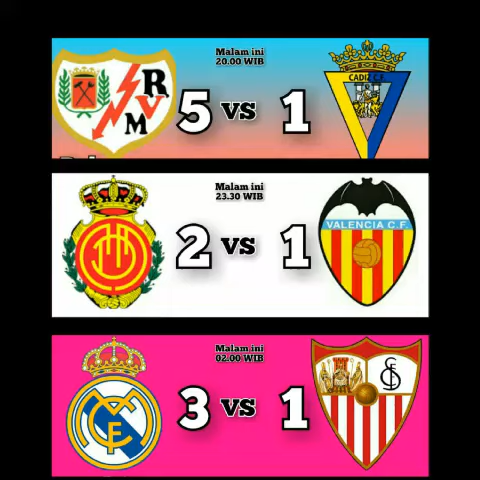 Malam ini
20.00 WIB
R
V
M
5 vs 1
CADIZ C.F.
Malam ini
23.30 WIB
2 vs 1
VALENCIA C.F.
Malam ini
02.00 WIB
3 vs 1